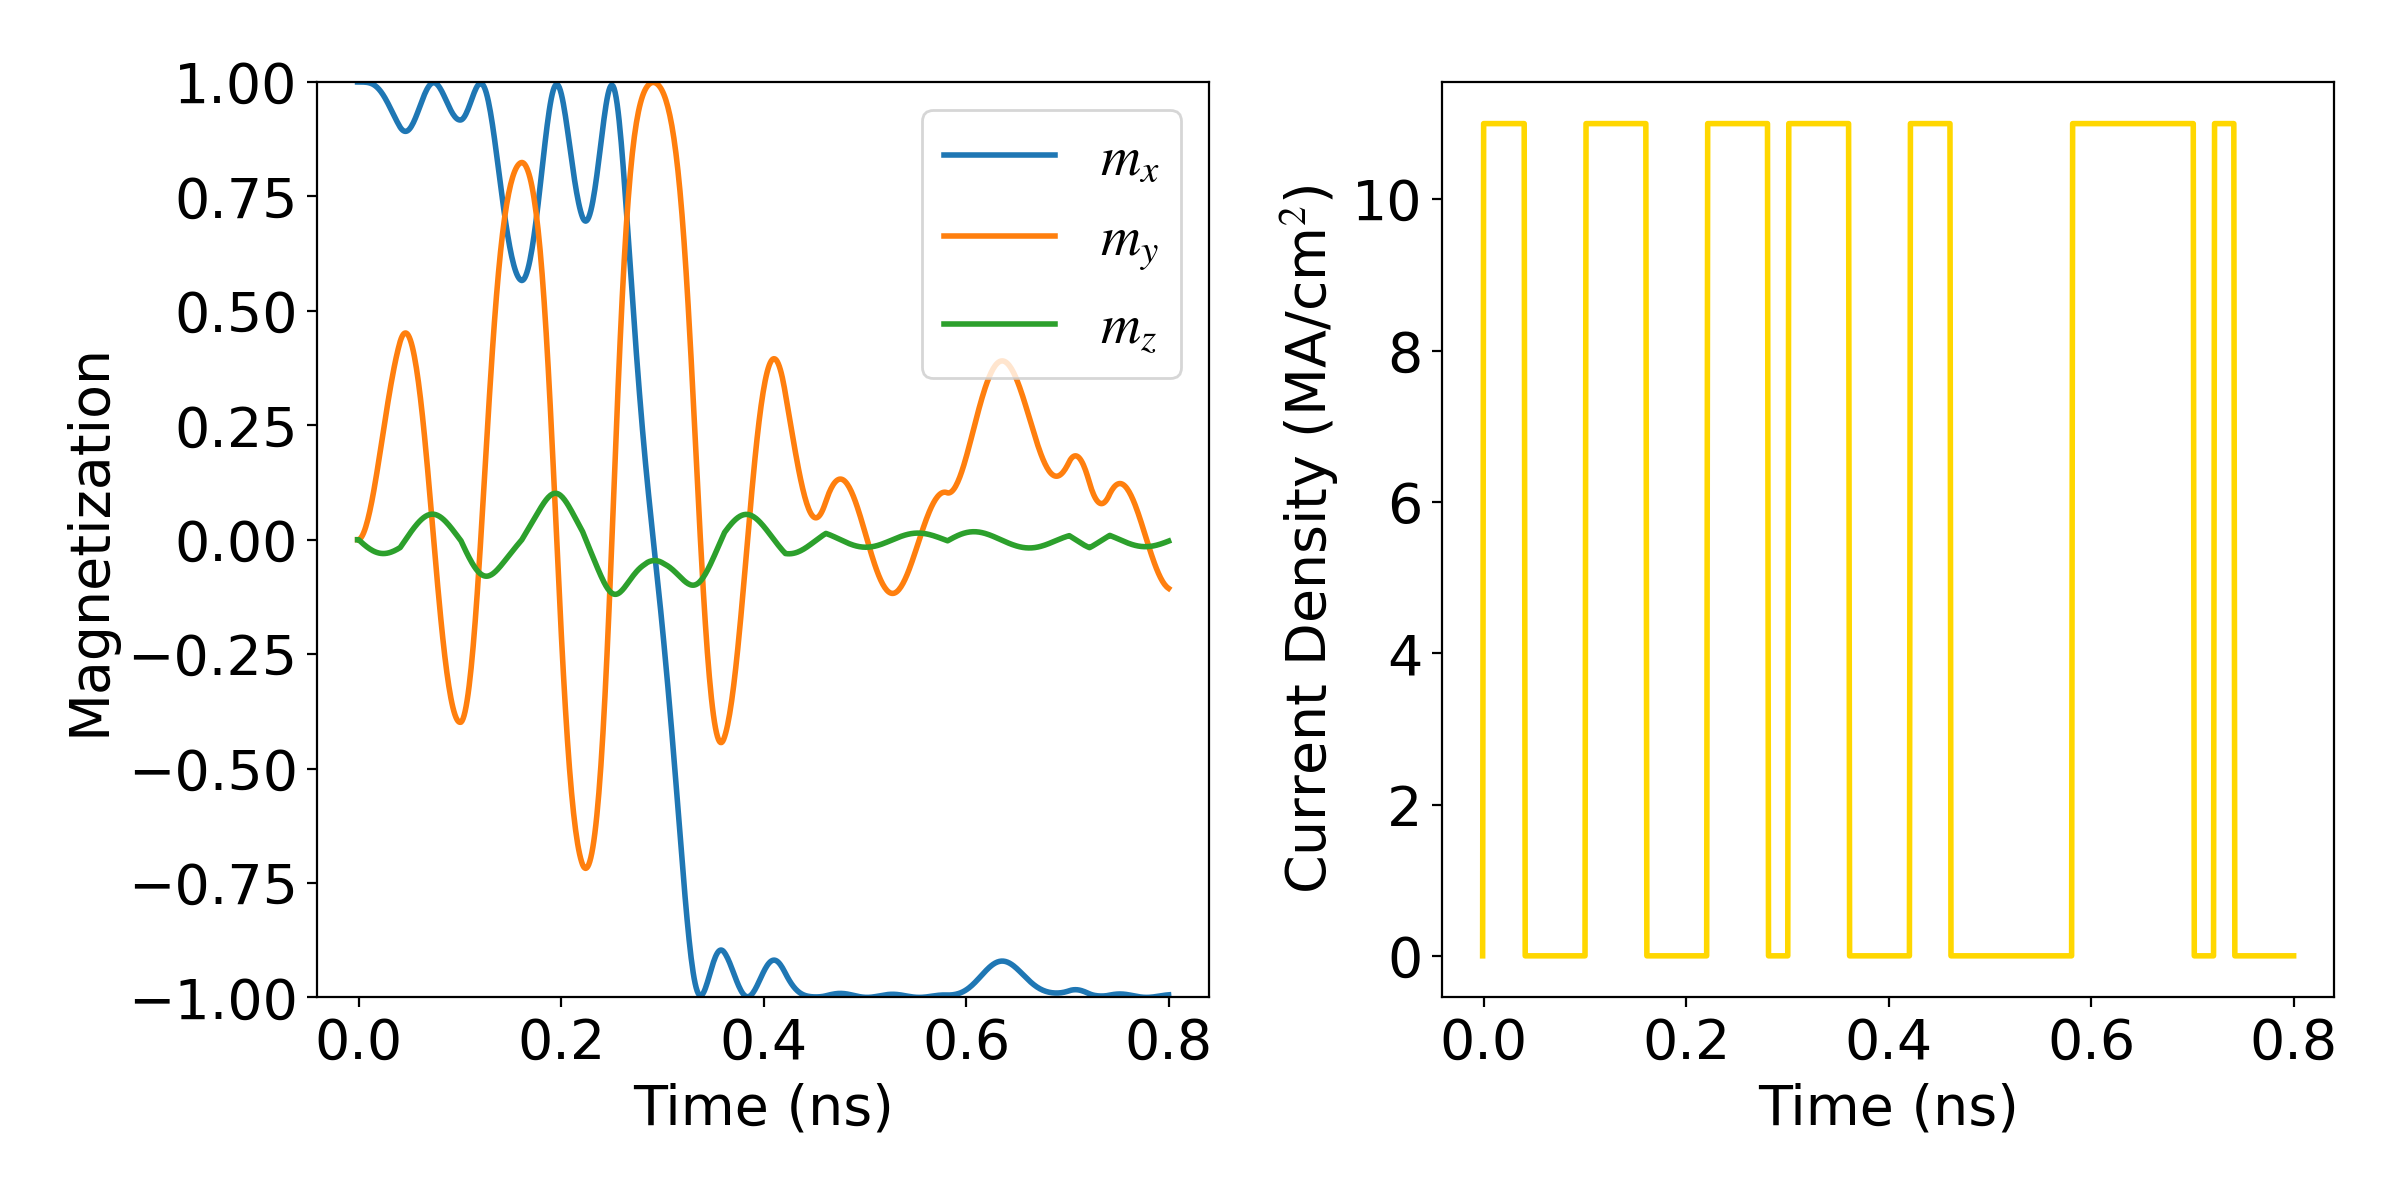 1.00
0.75
0.50
0.25
0.00
−0.25
−0.50
−0.75
−1.00
Magnetization
0.0 0.2 0.4 0.6 0.8
Time (ns)
m_x
m_y
m_z
10
8
6
4
2
0
Current Density (MA/cm²)
0.0 0.2 0.4 0.6 0.8
Time (ns)